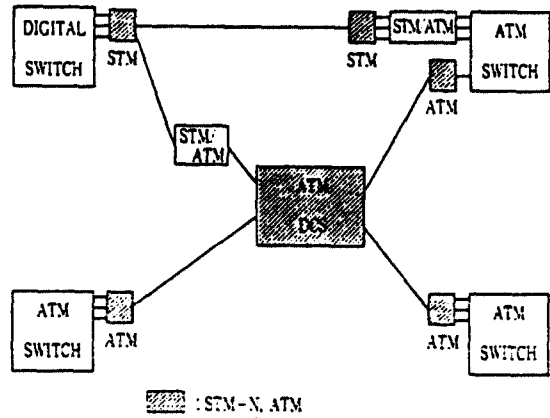 DIGITAL
SWITCH
STM
STM
STM/ATM
ATM
SWITCH
ATM
STM/
ATM
ATM
DCS
ATM
SWITCH
ATM
ATM
ATM
SWITCH
: STM-N, ATM